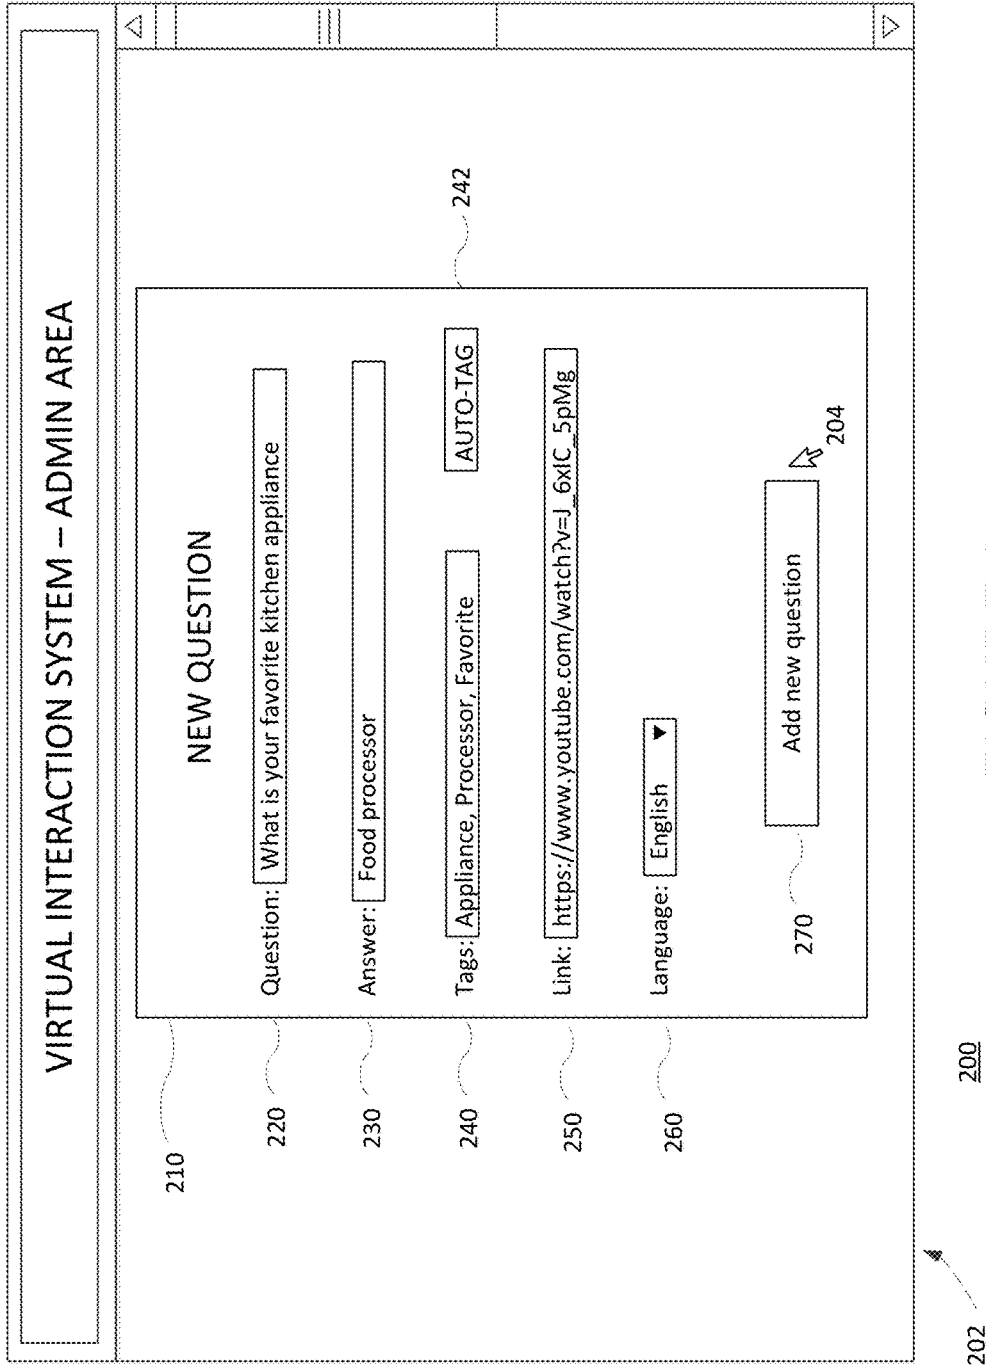 VIRTUAL INTERACTION SYSTEM – ADMIN AREA
NEW QUESTION
210
220 Question: What is your favorite kitchen appliance
230 Answer: Food processor
240 Tags: Appliance, Processor, Favorite AUTO-TAG 242
250 Link: https://www.youtube.com/watch?v=J_6xIC_5pMg
260 Language: English ▼
270 Add new question 204
200
202